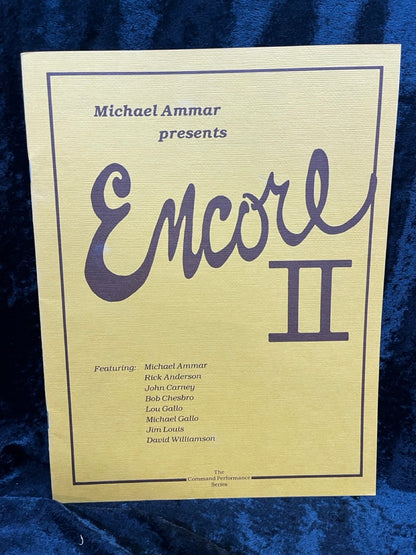 Michael Ammar
presents
Encore
II
Featuring: Michael Ammar
Rick Anderson
John Carney
Bob Chesbro
Lou Gallo
Michael Gallo
Jim Louis
David Williamson
The
Command Performance
Series